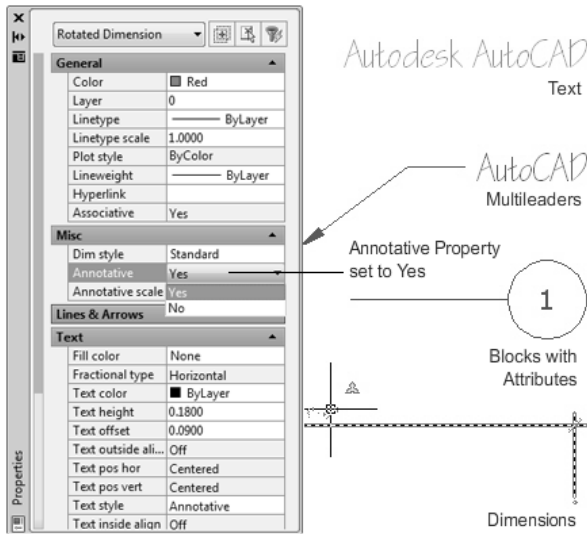 Rotated Dimension
General
Color Red
Layer 0
Linetype ByLayer
Linetype scale 1.0000
Plot style ByColor
Lineweight ByLayer
Hyperlink
Associative Yes
Misc
Dim style Standard
Annotative Yes
Annotative scale Yes
No
Lines & Arrows
Text
Fill color None
Fractional type Horizontal
Text color ByLayer
Text height 0.1800
Text offset 0.0900
Text outside ali... Off
Text pos hor Centered
Text pos vert Centered
Text style Annotative
Text inside align Off
Properties
Autodesk AutoCAD
Text
AutoCAD
Multileaders
Annotative Property
set to Yes
1
Blocks with
Attributes
Dimensions